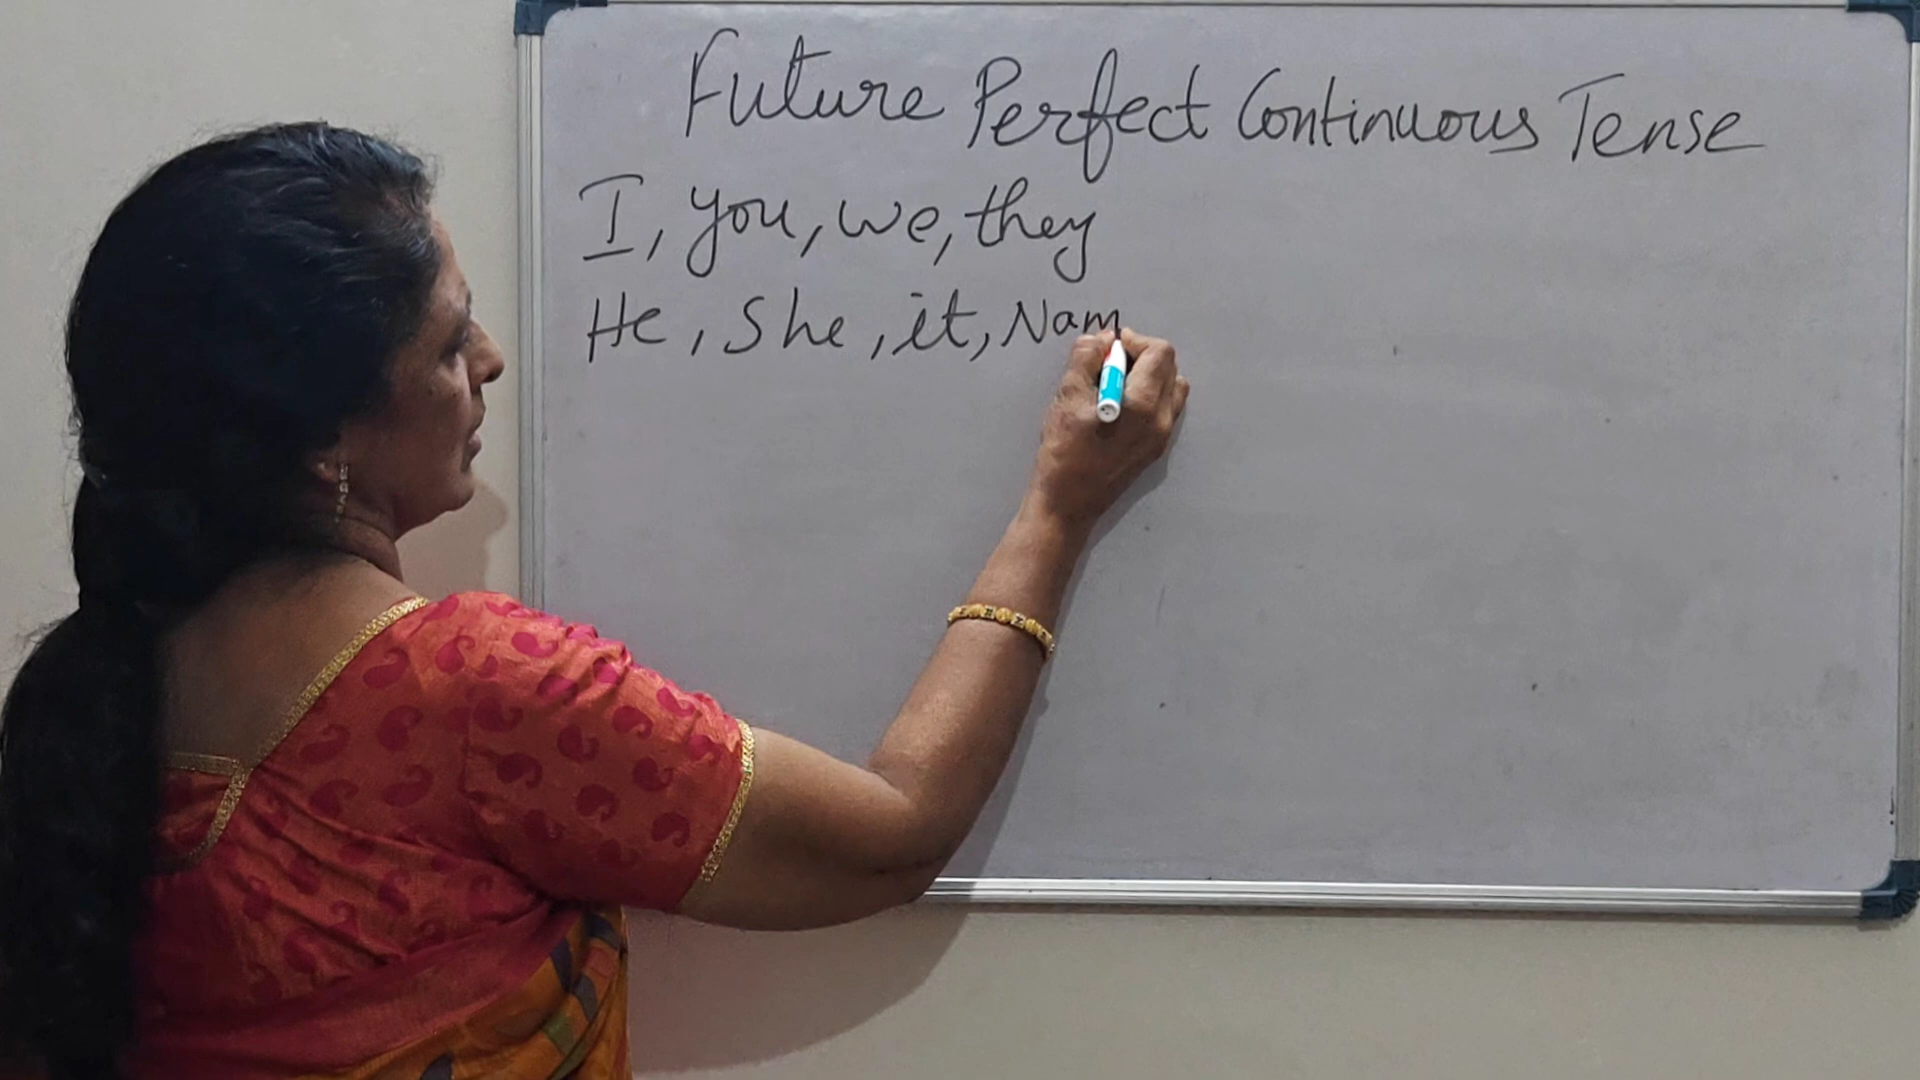 Future Perfect Continuous Tense
I, you, we, they
He, She, it, Nam